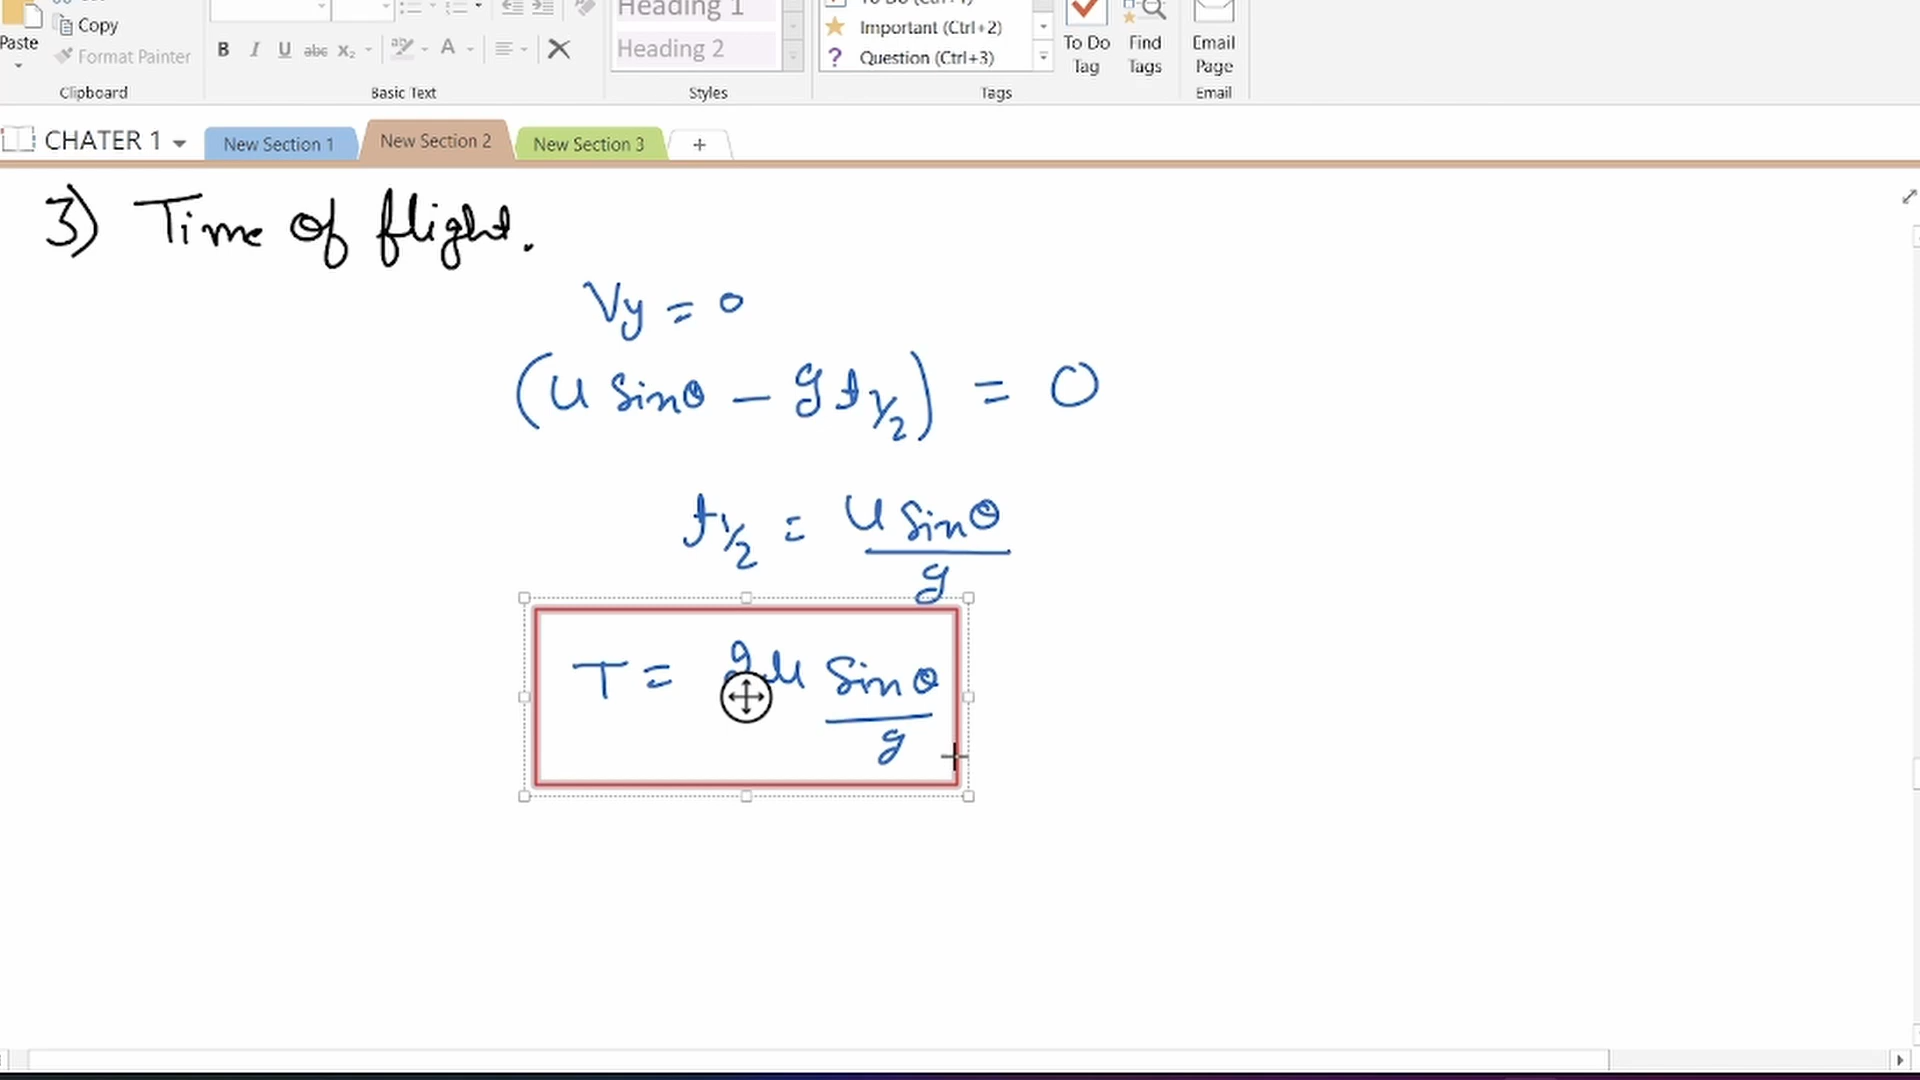 Heading 1
Copy
Important (Ctrl+2)
Paste
B I U abc x₂ A
Heading 2
To Do Tag
Find Tags
Email Page
Format Painter
Question (Ctrl+3)
Clipboard
Basic Text
Styles
Tags
Email
CHATER 1
New Section 1
New Section 2
New Section 3
+
3) Time of flight.
Vy = 0
(u sinθ - g t1/2) = 0
t1/2 = u sinθ / g
T = 2u sinθ / g